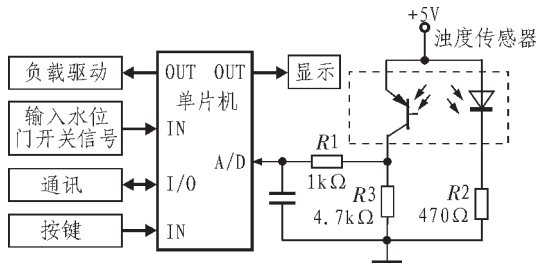 +5V
浊度传感器
负载驱动
OUT OUT
显示
单片机
输入水位
门开关信号
IN
A/D
R1
1kΩ
通讯
I/O
R3
4.7kΩ
R2
470Ω
按键
IN